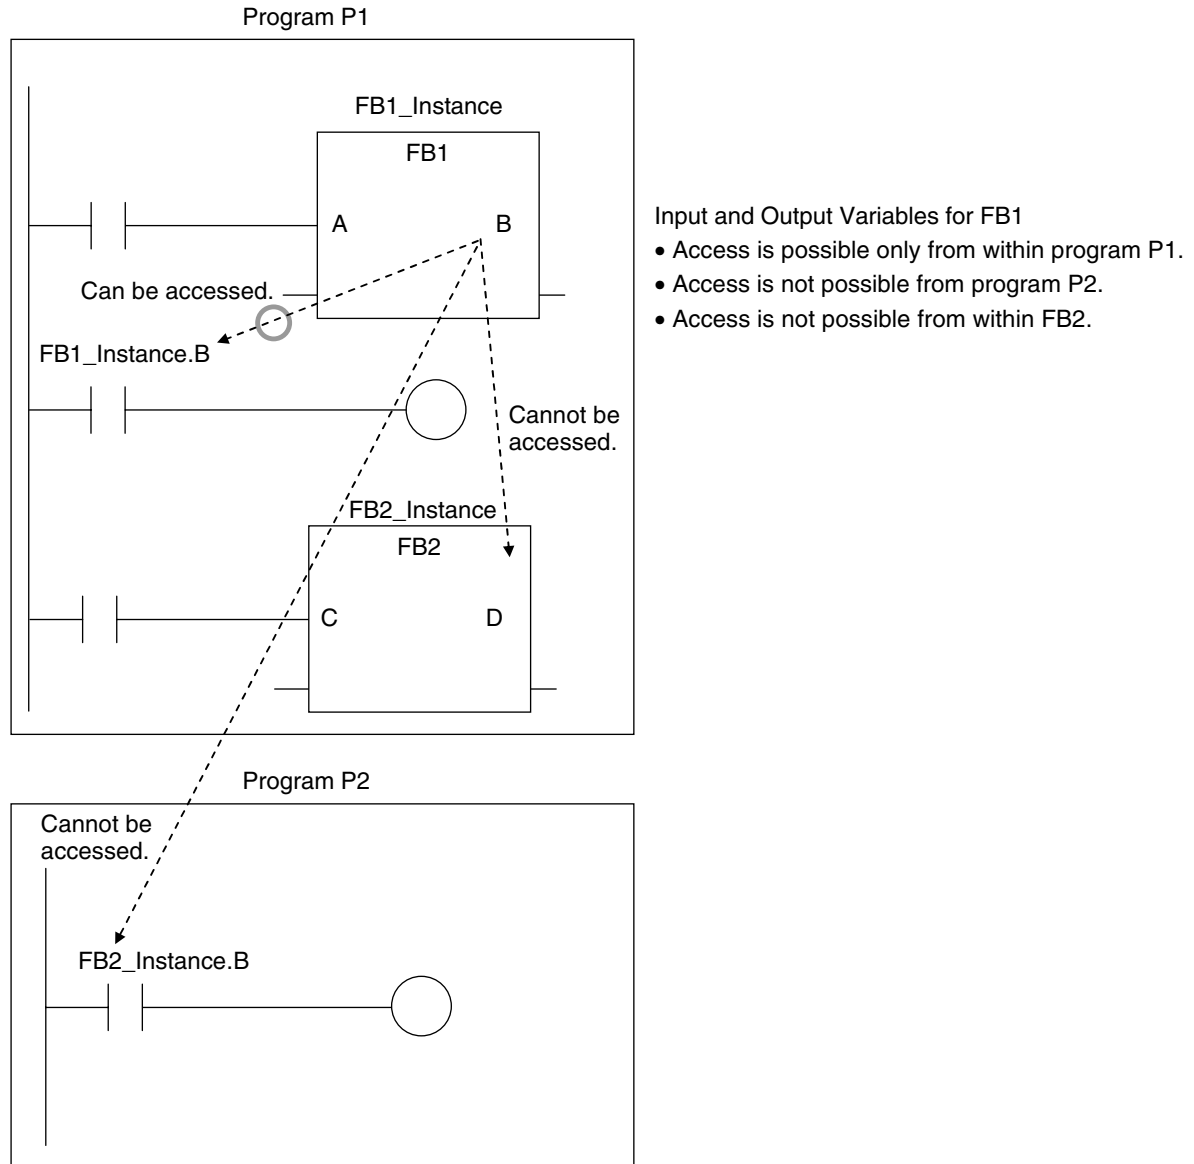 Program P1
FB1_Instance
FB1
A
B
Can be accessed.
FB1_Instance.B
Cannot be
accessed.
FB2_Instance
FB2
C
D
Input and Output Variables for FB1
• Access is possible only from within program P1.
• Access is not possible from program P2.
• Access is not possible from within FB2.
Program P2
Cannot be
accessed.
FB2_Instance.B